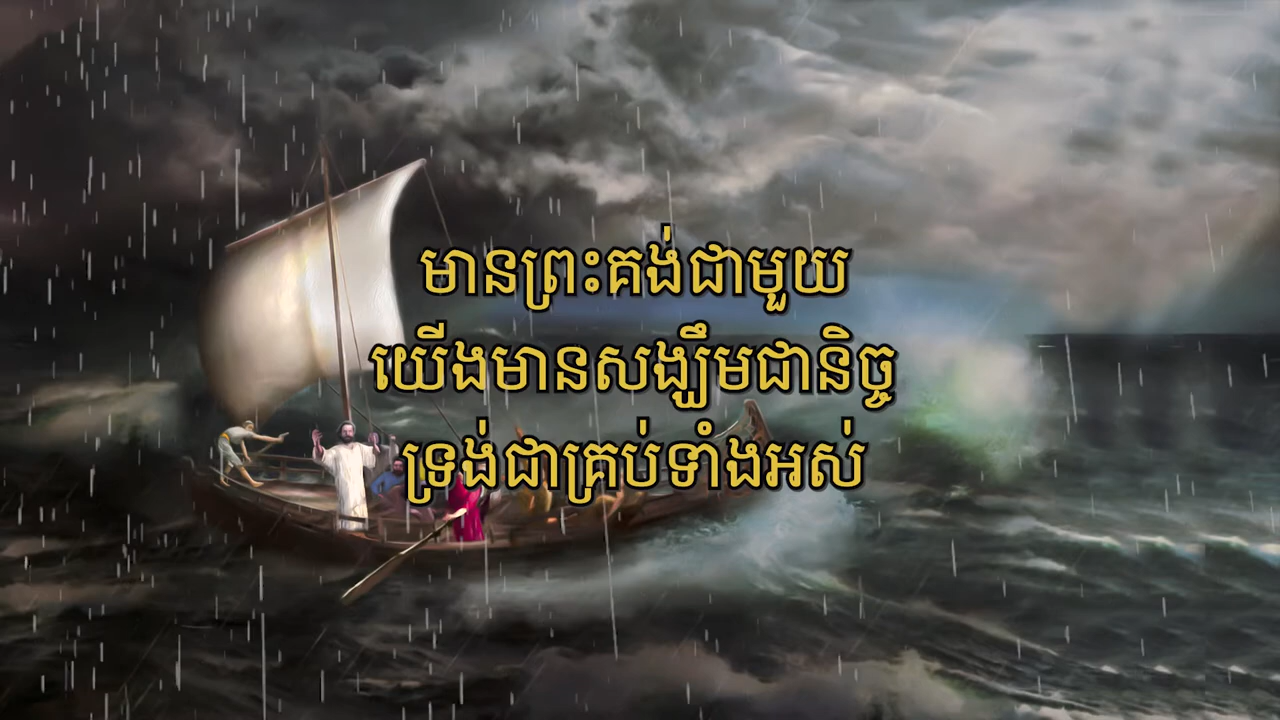 មានព្រះគង់ជាមួយ
យើងមានសង្ឃឹមជានិច្ច
ទ្រង់ជាគ្រប់ទាំងអស់